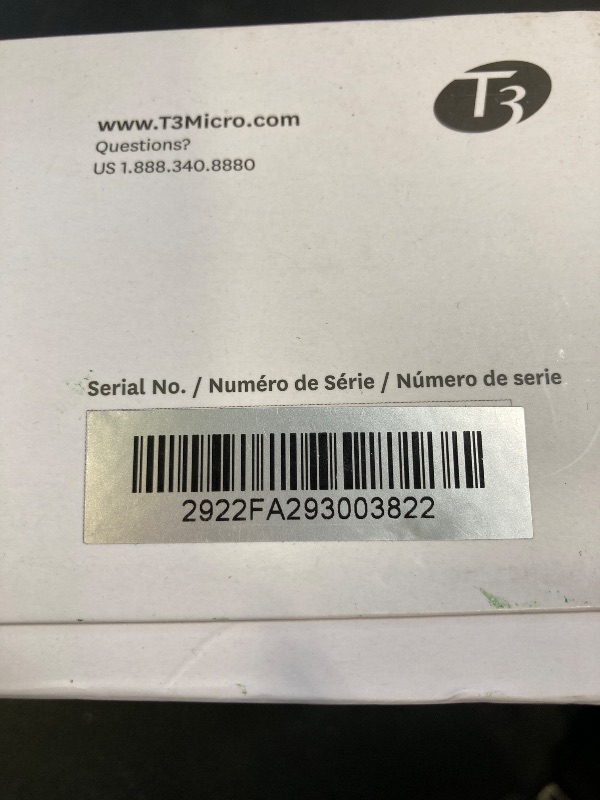 T3
www.T3Micro.com
Questions?
US 1.888.340.8880
Serial No. / Numéro de Série / Número de serie
2922FA293003822